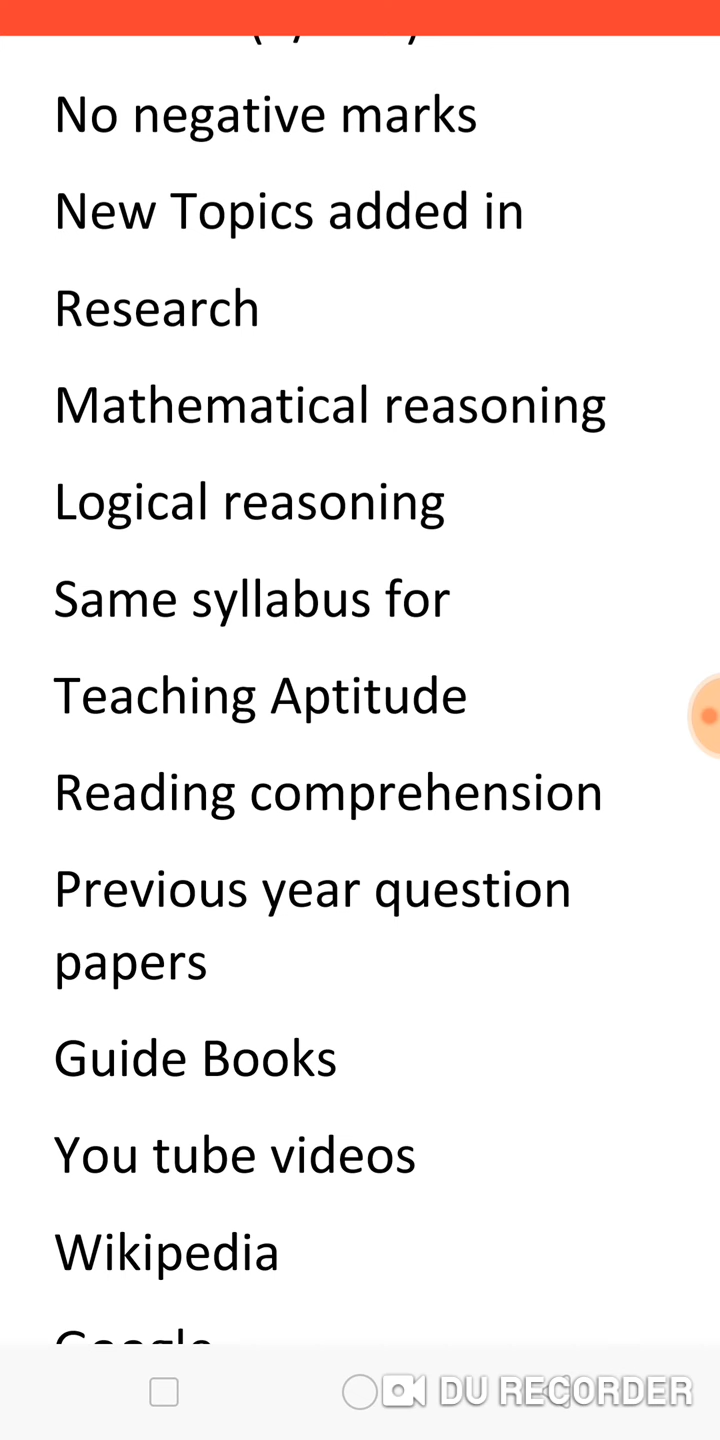 No negative marks
New Topics added in
Research
Mathematical reasoning
Logical reasoning
Same syllabus for
Teaching Aptitude
Reading comprehension
Previous year question
papers
Guide Books
You tube videos
Wikipedia
Google
DU RECORDER